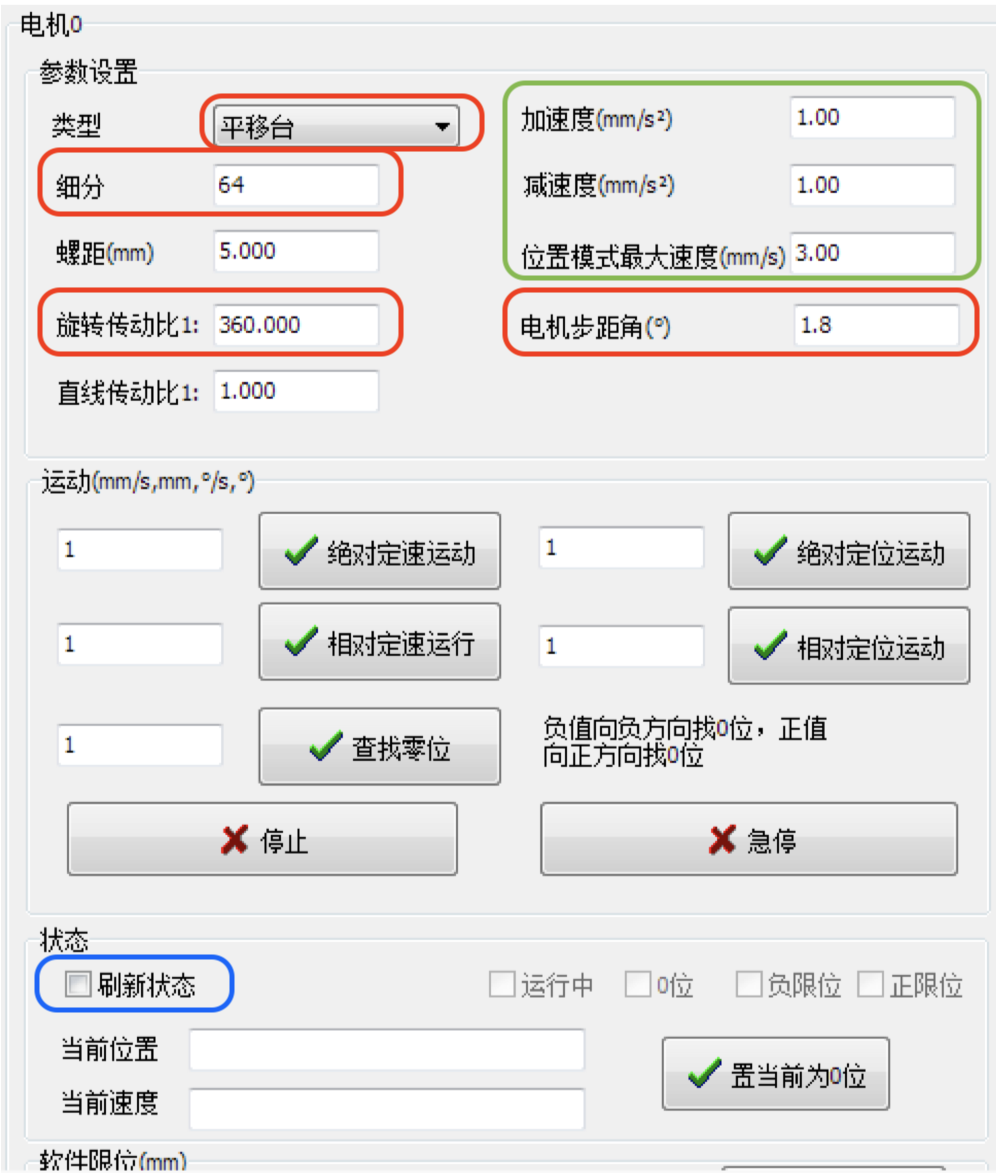 电机0
参数设置
类型 平移台 加速度(mm/s²) 1.00
细分 64 减速度(mm/s²) 1.00
螺距(mm) 5.000 位置模式最大速度(mm/s) 3.00
旋转传动比1: 360.000 电机步距角(°) 1.8
直线传动比1: 1.000
运动(mm/s,mm,°/s,°)
1 绝对定速运动 1 绝对定位运动
1 相对定速运行 1 相对定位运动
1 查找零位 负值向负方向找0位，正值
向正方向找0位
停止 急停
状态
刷新状态 运行中 0位 负限位 正限位
当前位置 置当前为0位
当前速度
软件限位(mm)